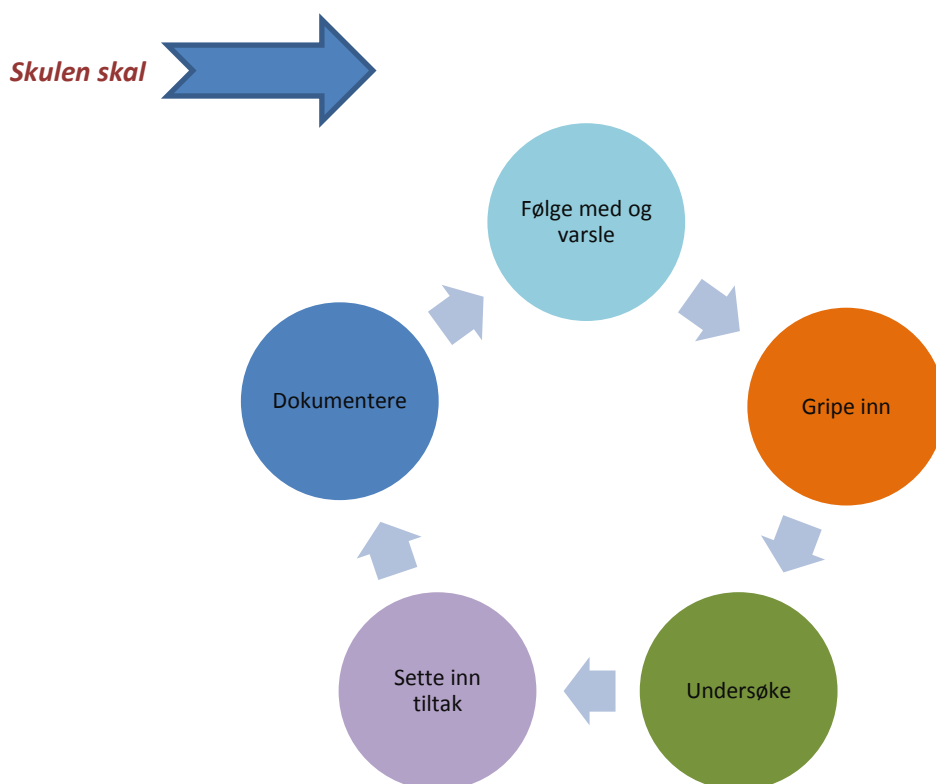 Skulen skal
Følge med og
varsle
Gripe inn
Undersøke
Sette inn
tiltak
Dokumentere